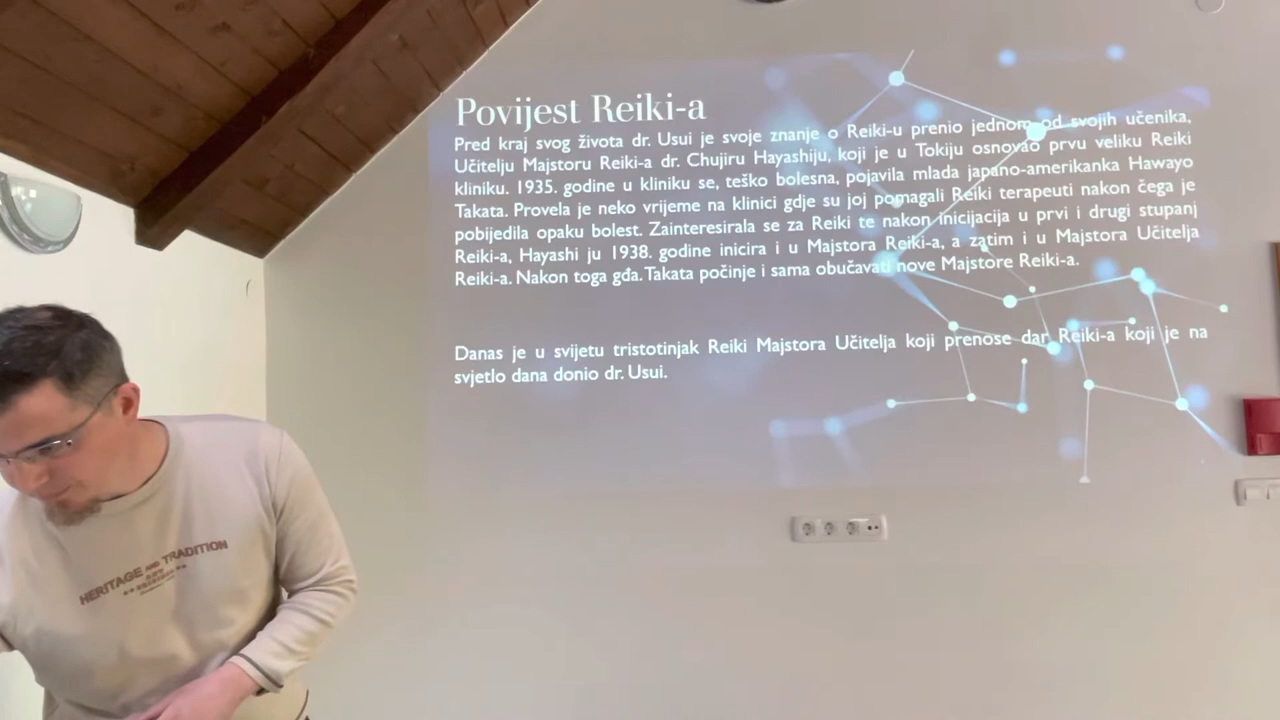 Povijest Reiki-a
Pred kraj svog života dr. Usui je svoje znanje o Reiki-u prenio jednom od svojih učenika,
Učitelju Majstoru Reiki-a dr. Chujiru Hayashiju, koji je u Tokiju osnovao prvu veliku Reiki
kliniku. 1935. godine u kliniku se, teško bolesna, pojavila mlada japano-amerikanka Hawayo
Takata. Provela je neko vrijeme na klinici gdje su joj pomagali Reiki terapeuti nakon čega je
pobijedila opaku bolest. Zainteresirala se za Reiki te nakon inicijacija u prvi i drugi stupanj
Reiki-a, Hayashi ju 1938. godine inicira i u Majstora Reiki-a, a zatim i u Majstora Učitelja
Reiki-a. Nakon toga gđa. Takata počinje i sama obučavati nove Majstore Reiki-a.
Danas je u svijetu tristotinjak Reiki Majstora Učitelja koji prenose dar Reiki-a koji je na
svjetlo dana donio dr. Usui.
HERITAGE AND TRADITION